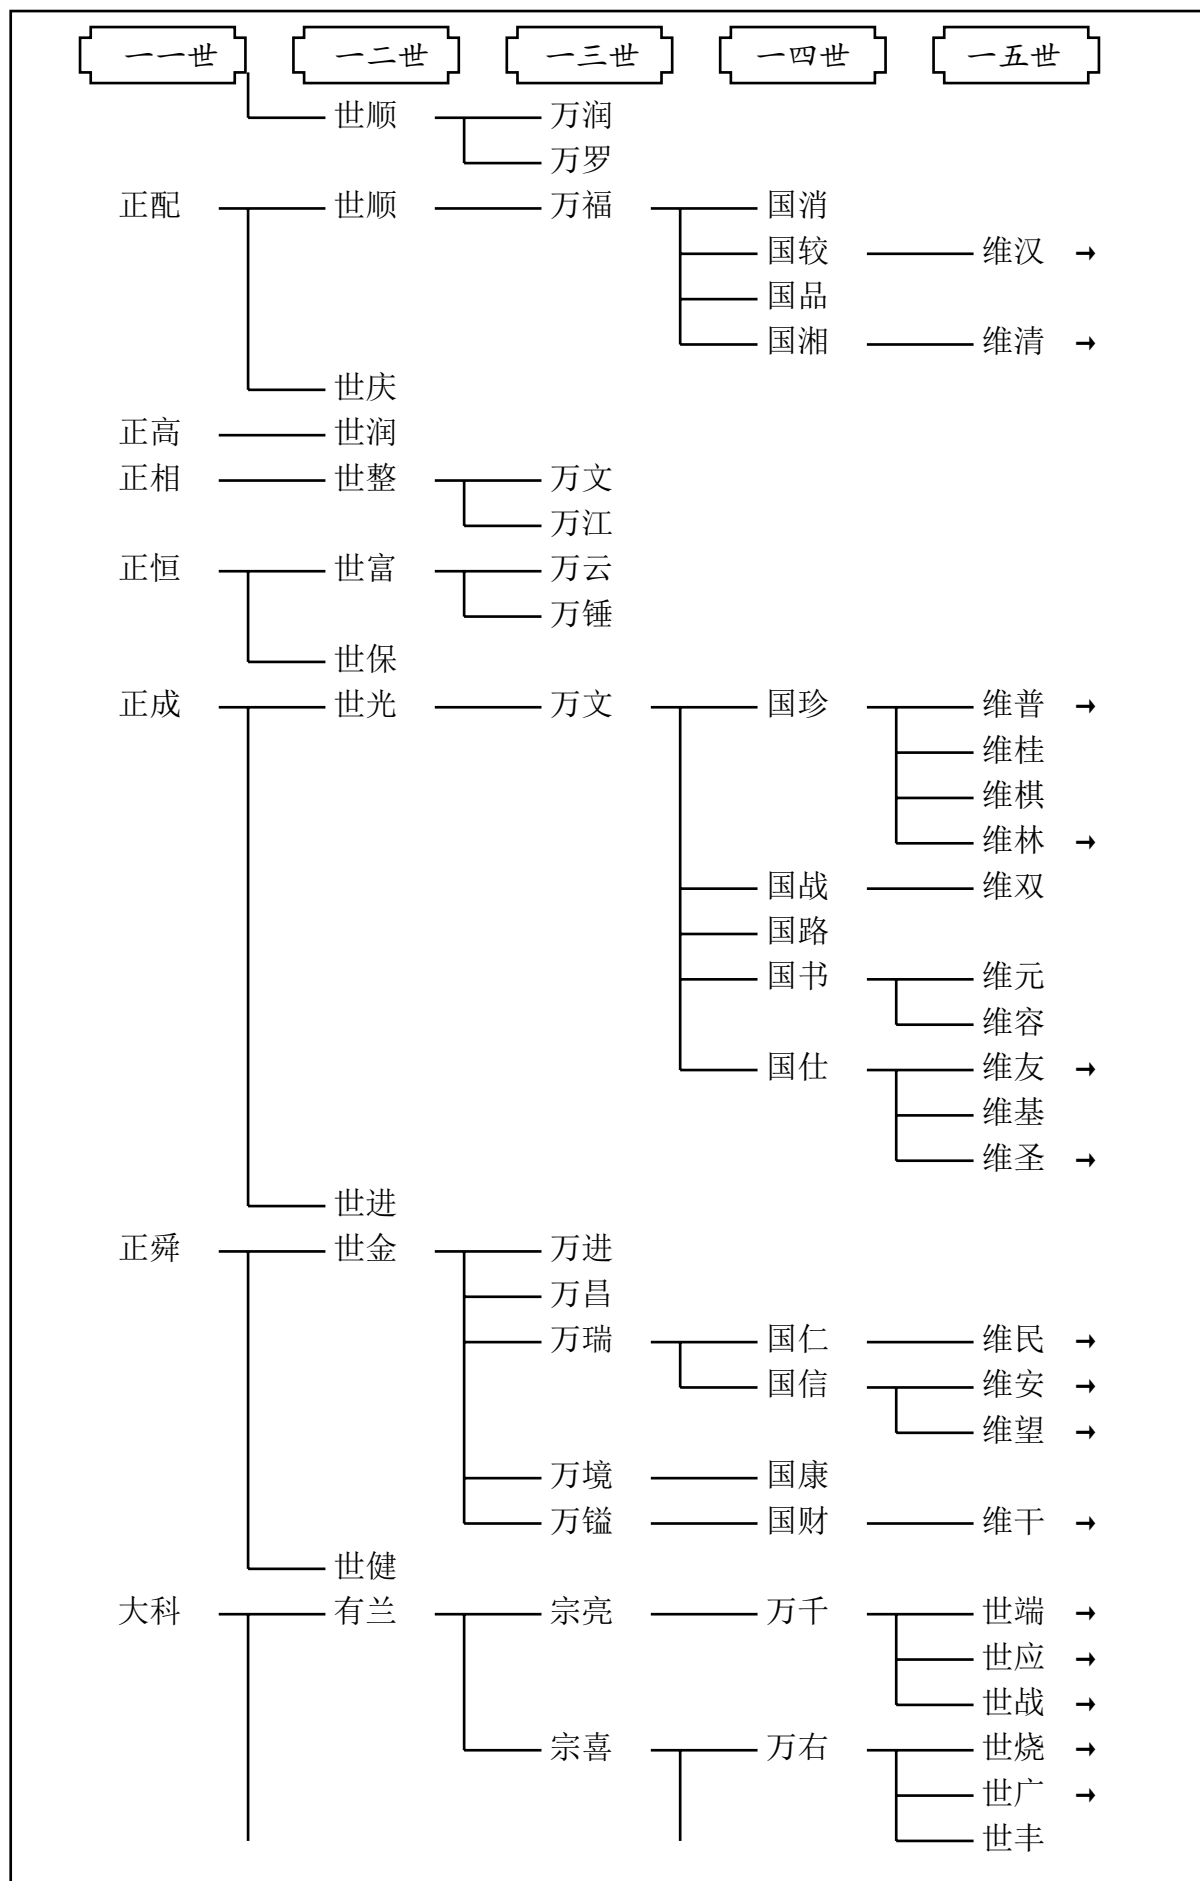 一一世 一二世 一三世 一四世 一五世
世顺 万润
万罗
正配 世顺 万福 国消
国较 维汉 →
国品
国湘 维清 →
世庆
正高 世润
正相 世整 万文
万江
正恒 世富 万云
万锤
世保
正成 世光 万文 国珍 维普 →
维桂
维棋
维林 →
国战 维双
国路
国书 维元
维容
国仕 维友 →
维基
维圣 →
世进
正舜 世金 万进
万昌
万瑞 国仁 维民 →
国信 维安 →
维望 →
万境 国康
万镒 国财 维干 →
世健
大科 有兰 宗亮 万千 世端 →
世应 →
世战 →
宗喜 万右 世烧 →
世广 →
世丰